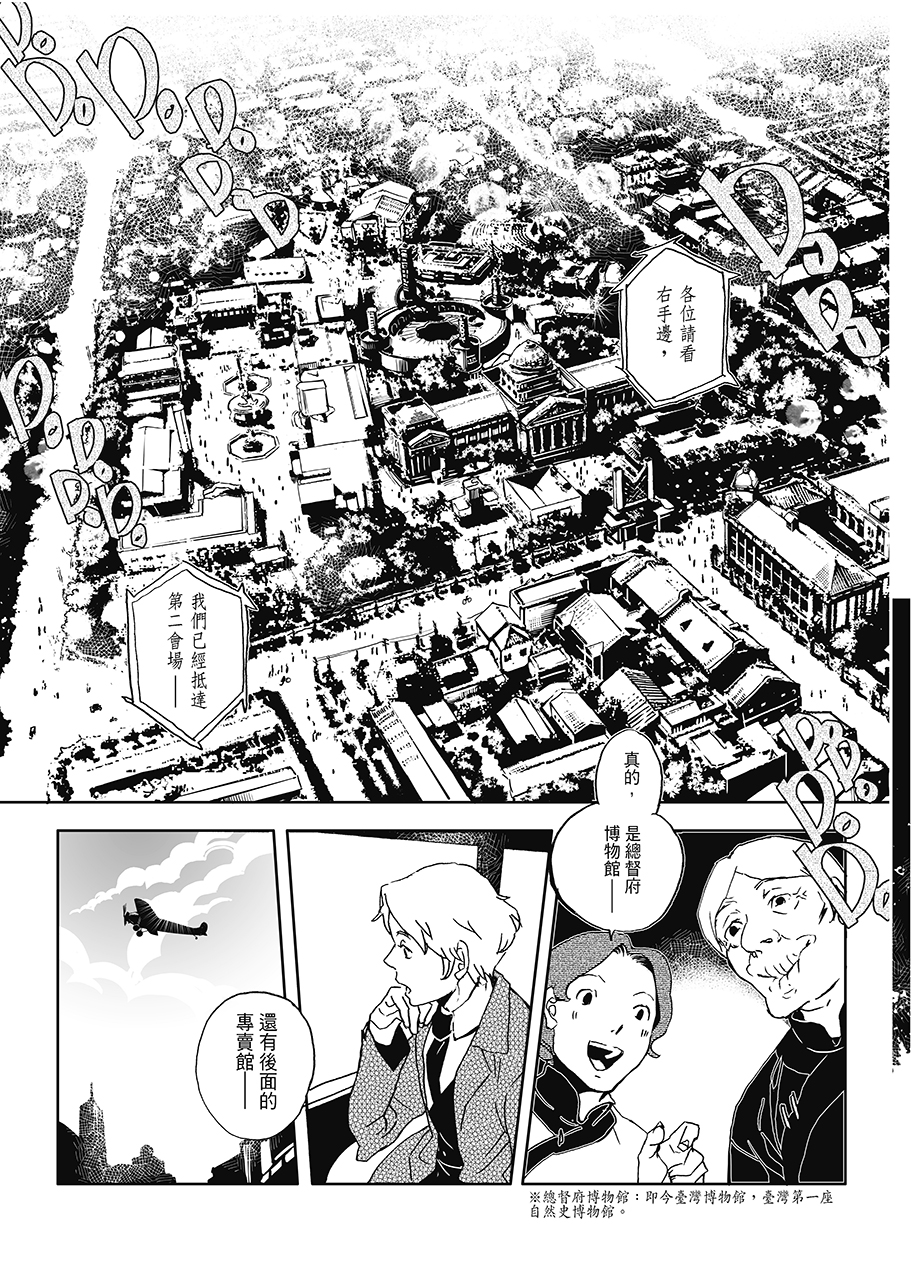 各位請看
右手邊，
我們已經抵達
第二會場——
真的，
是總督府
博物館——
還有後面的
專賣館——
※總督府博物館：即今臺灣博物館，臺灣第一座
自然史博物館。